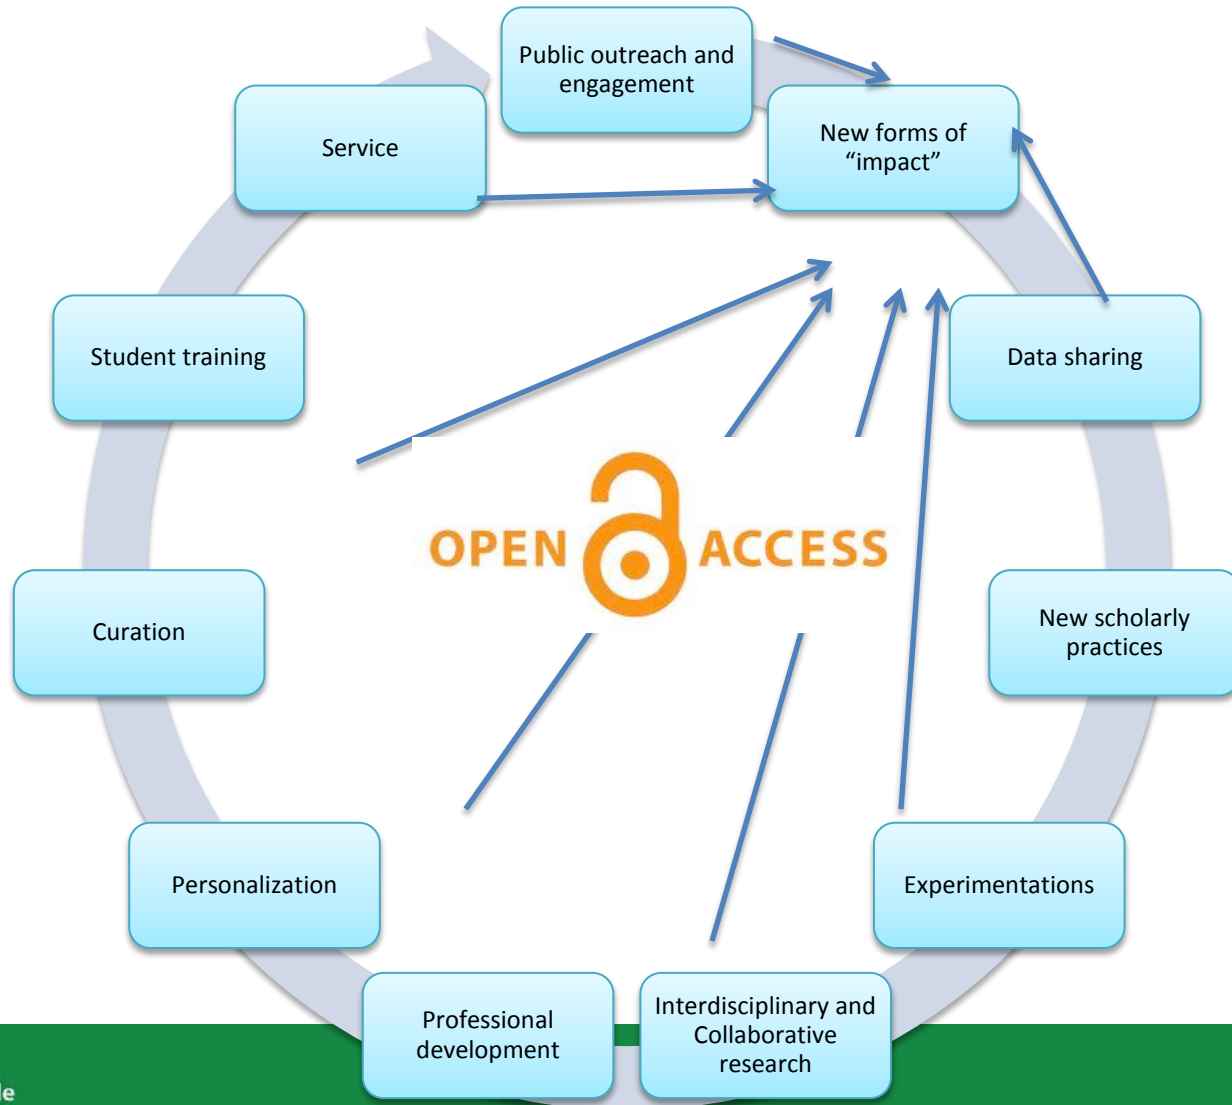 Public outreach and
engagement
New forms of
“impact”
Service
Student training
Data sharing
OPEN ACCESS
Curation
New scholarly
practices
Personalization
Experimentations
Professional
development
Interdisciplinary and
Collaborative
research